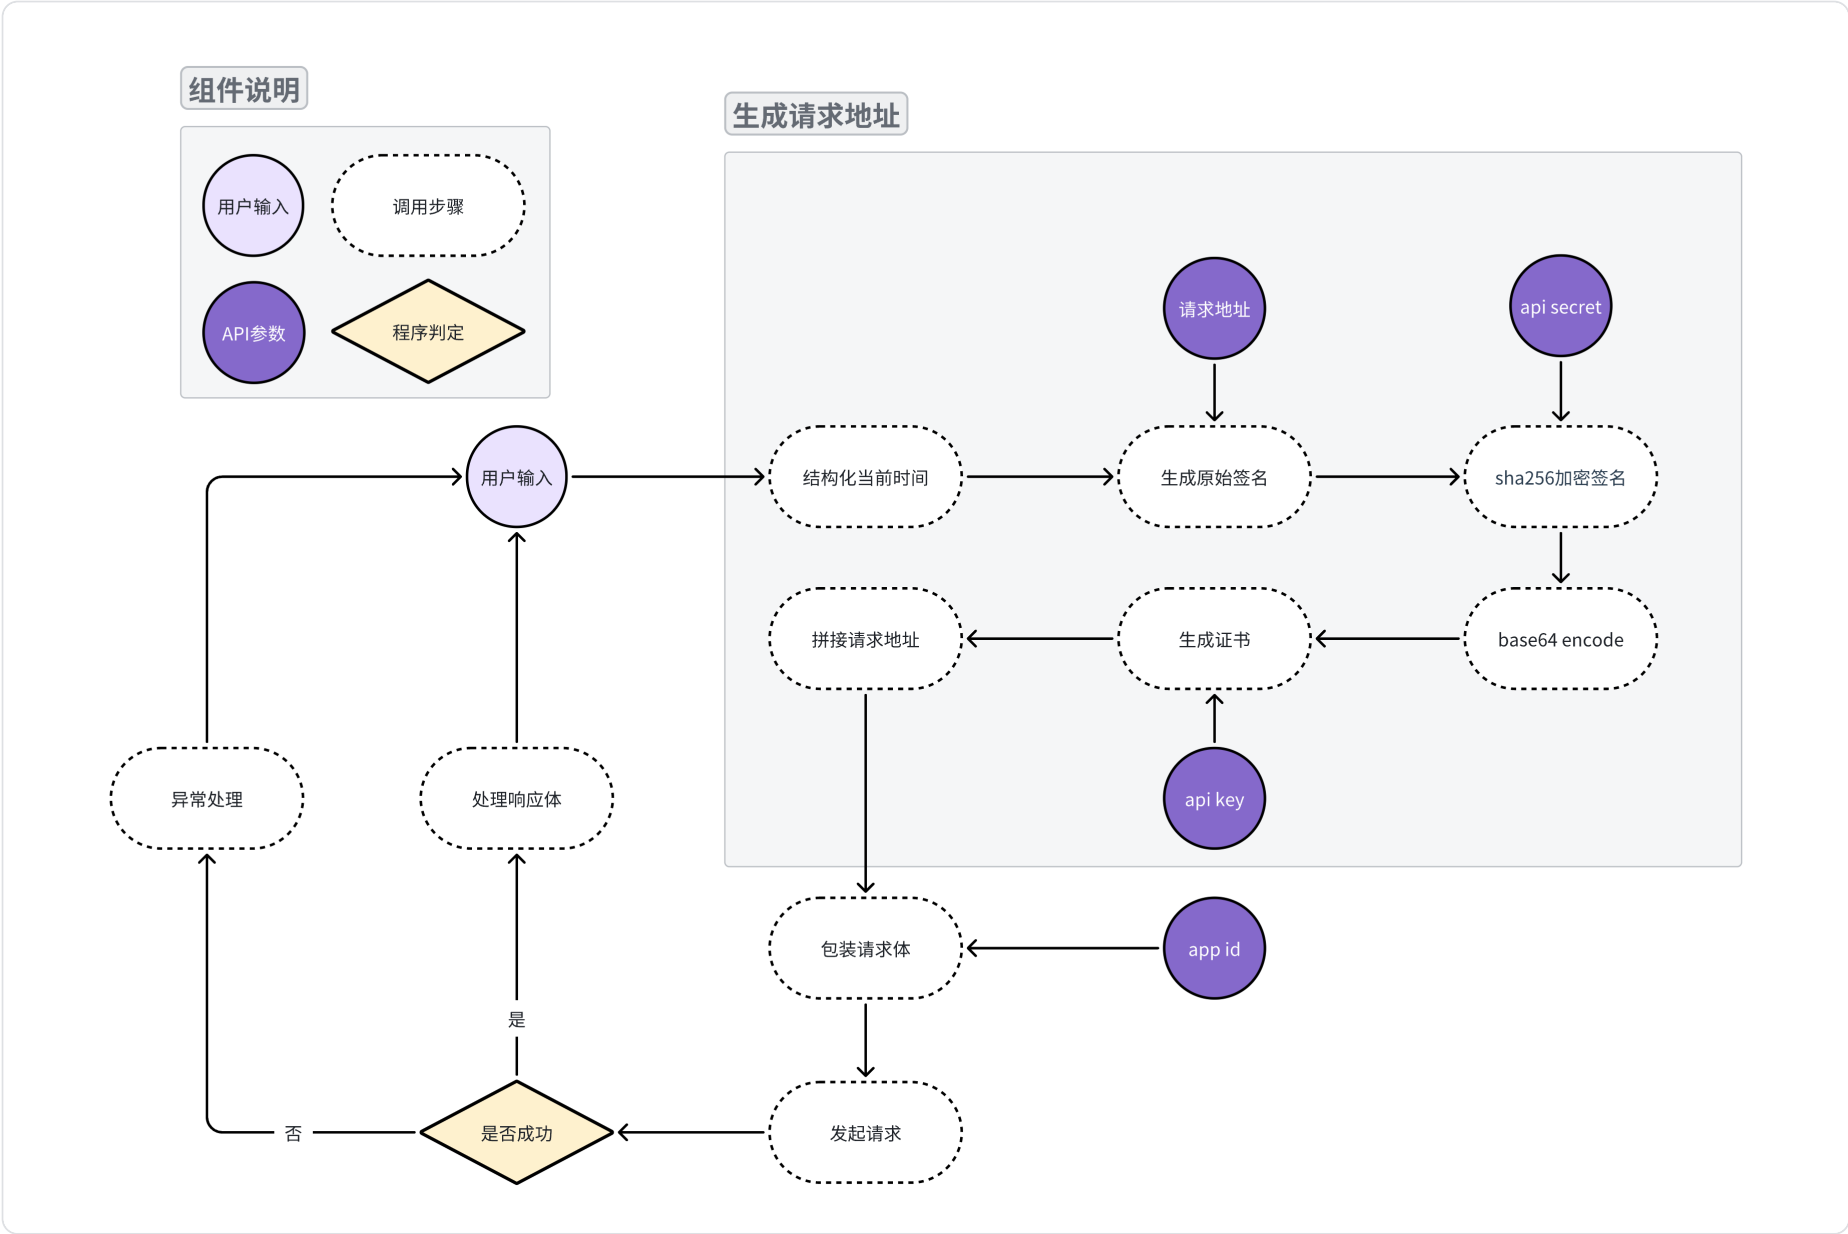 组件说明
用户输入
调用步骤
API参数
程序判定
生成请求地址
请求地址
api secret
用户输入
结构化当前时间
生成原始签名
sha256加密签名
拼接请求地址
生成证书
base64 encode
异常处理
处理响应体
api key
包装请求体
app id
是
否
是否成功
发起请求